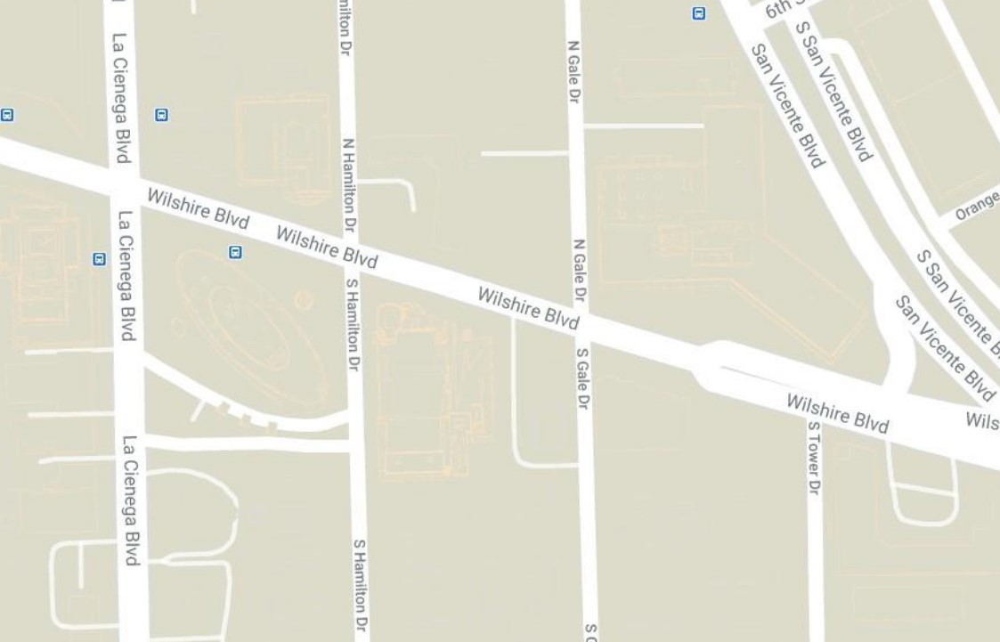 6th S
milton Dr
La Cienega Blvd
N Gale Dr
S San Vicente Blvd
San Vicente Blvd
N Hamilton Dr
Wilshire Blvd
Orange
La Cienega Blvd
Wilshire Blvd
N Gale Dr
S San Vicente B
S Hamilton Dr
Wilshire Blvd
San Vicente Blvd
S Gale Dr
Wilshire Blvd
Wils
S Tower Dr
La Cienega Blvd
S Hamilton Dr
S G